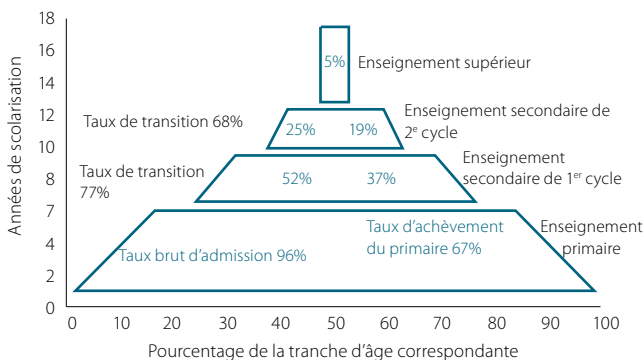 18
16
14
12
10
8
7
4
2
0
Années de scolarisation
5%
Enseignement supérieur
Taux de transition 68%
25%
19%
Enseignement secondaire de
2e cycle
Taux de transition
77%
52%
37%
Enseignement
secondaire de 1er cycle
Taux brut d'admission 96%
Taux d'achèvement
du primaire 67%
Enseignement
primaire
0 10 20 30 40 50 60 70 80 90 100
Pourcentage de la tranche d'âge correspondante